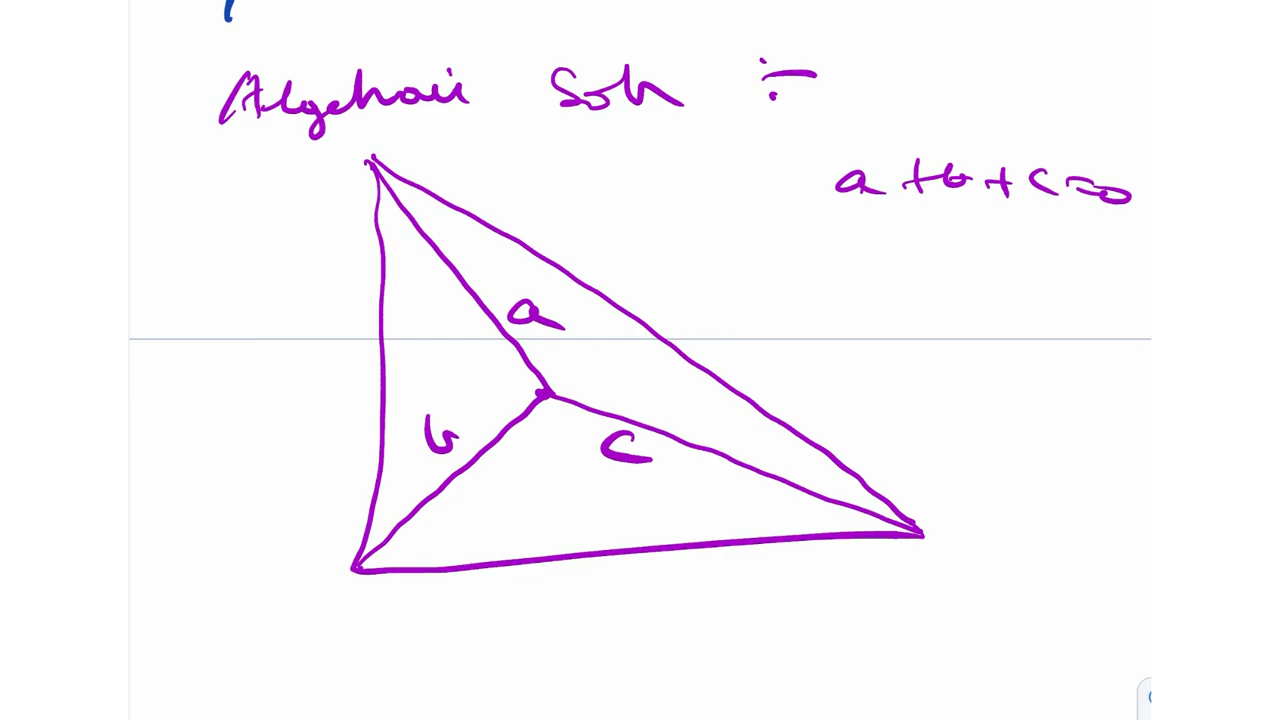 Algebraic Soln :-
a + b + c = 0
a
b
c